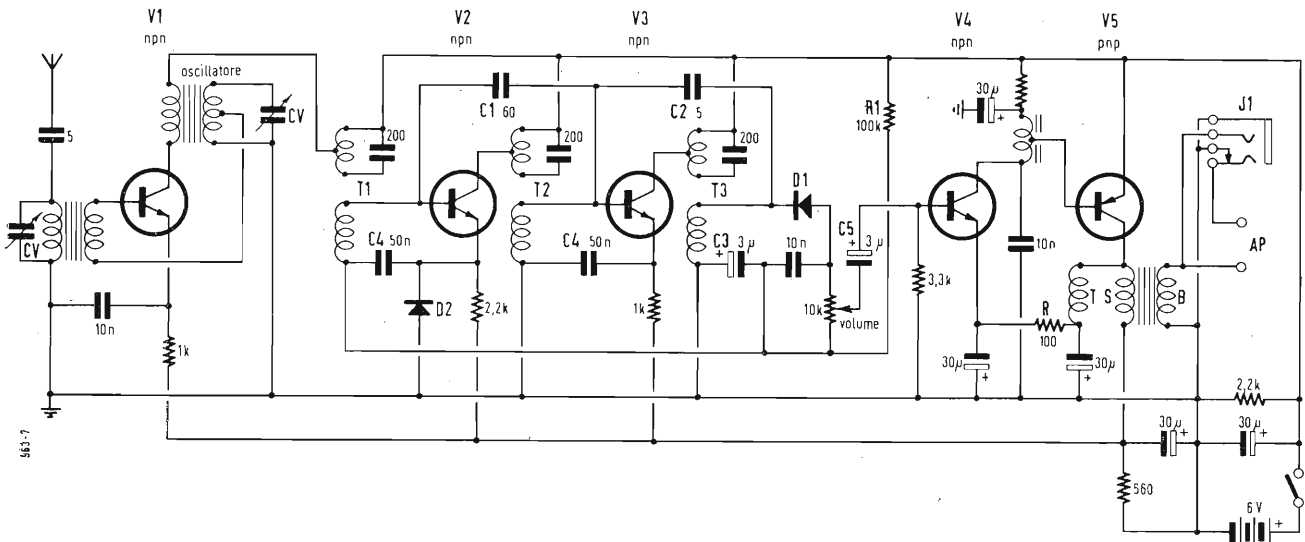 V1
npn
V2
npn
V3
npn
V4
npn
V5
pnp
oscillatore
CV
5
CV
10n
1k
200
T1
C1
60
200
T2
C2
5
200
T3
R1
100k
30μ
+
J1
C4 50n
D2
2,2k
C4 50n
1k
D1
C3
+
3μ
10n
C5
+
3μ
10k
volume
3,3k
10n
R
100
T
S
B
AP
30μ
+
30μ
+
2,2k
30μ
+
30μ
+
560
6V
+
963-7